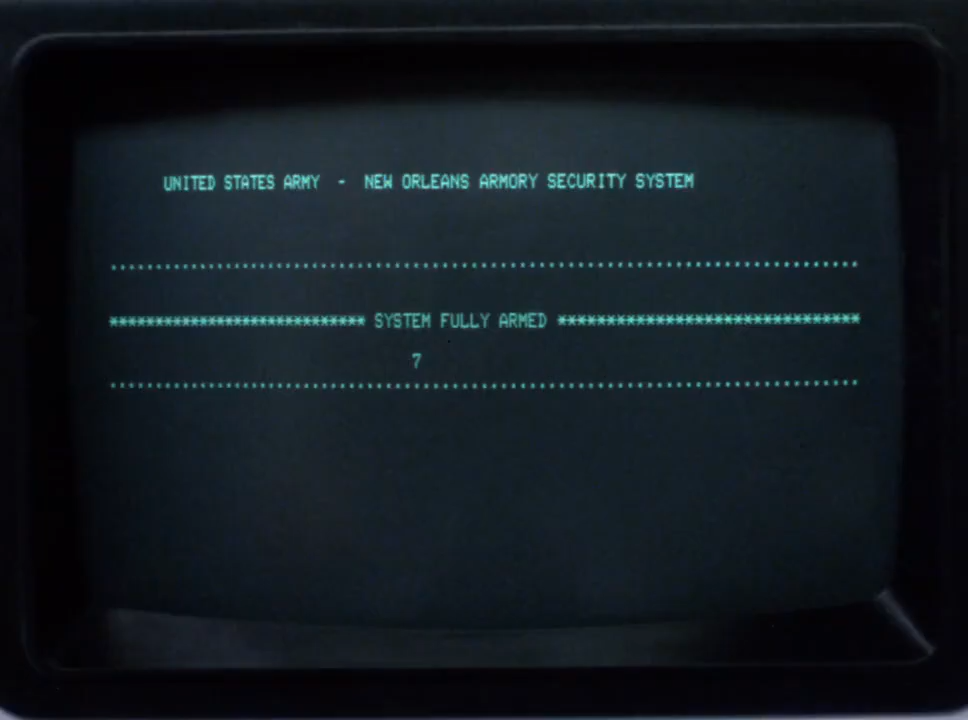 UNITED STATES ARMY - NEW ORLEANS ARMORY SECURITY SYSTEM
................................................................................
*************************** SYSTEM FULLY ARMED ********************************
7
................................................................................